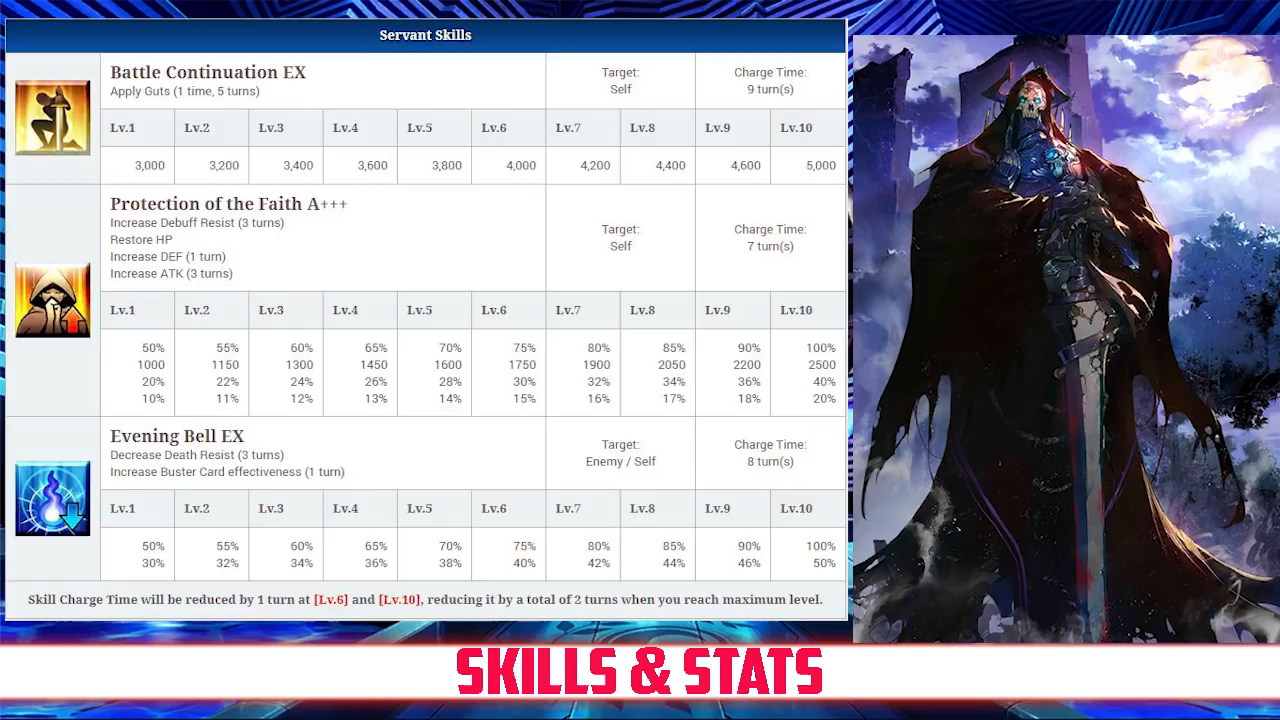 Servant Skills
Battle Continuation EX
Apply Guts (1 time, 5 turns)
Target:
Self
Charge Time:
9 turn(s)
Lv.1 Lv.2 Lv.3 Lv.4 Lv.5 Lv.6 Lv.7 Lv.8 Lv.9 Lv.10
3,000 3,200 3,400 3,600 3,800 4,000 4,200 4,400 4,600 5,000
Protection of the Faith A+++
Increase Debuff Resist (3 turns)
Restore HP
Increase DEF (1 turn)
Increase ATK (3 turns)
Target:
Self
Charge Time:
7 turn(s)
Lv.1 Lv.2 Lv.3 Lv.4 Lv.5 Lv.6 Lv.7 Lv.8 Lv.9 Lv.10
50% 55% 60% 65% 70% 75% 80% 85% 90% 100%
1000 1150 1300 1450 1600 1750 1900 2050 2200 2500
20% 22% 24% 26% 28% 30% 32% 34% 36% 40%
10% 11% 12% 13% 14% 15% 16% 17% 18% 20%
Evening Bell EX
Decrease Death Resist (3 turns)
Increase Buster Card effectiveness (1 turn)
Target:
Enemy / Self
Charge Time:
8 turn(s)
Lv.1 Lv.2 Lv.3 Lv.4 Lv.5 Lv.6 Lv.7 Lv.8 Lv.9 Lv.10
50% 55% 60% 65% 70% 75% 80% 85% 90% 100%
30% 32% 34% 36% 38% 40% 42% 44% 46% 50%
Skill Charge Time will be reduced by 1 turn at [Lv.6] and [Lv.10], reducing it by a total of 2 turns when you reach maximum level.
SKILLS & STATS